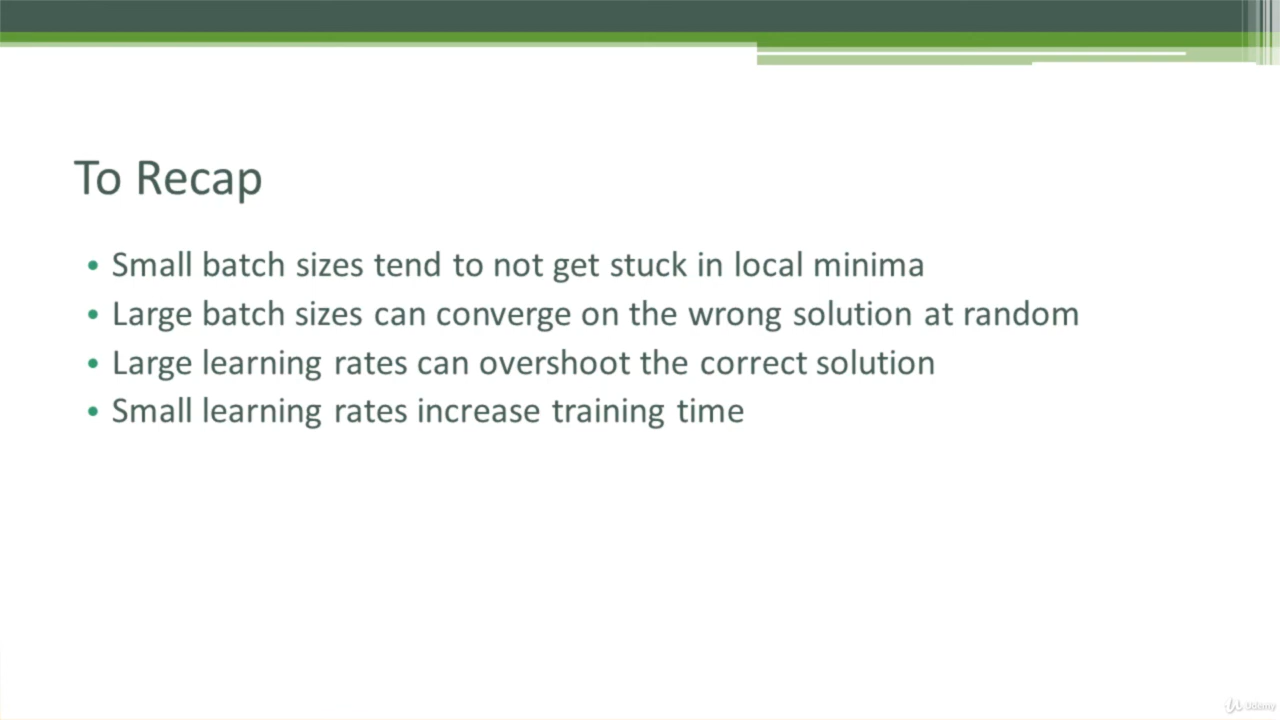 To Recap
• Small batch sizes tend to not get stuck in local minima
• Large batch sizes can converge on the wrong solution at random
• Large learning rates can overshoot the correct solution
• Small learning rates increase training time
Udemy